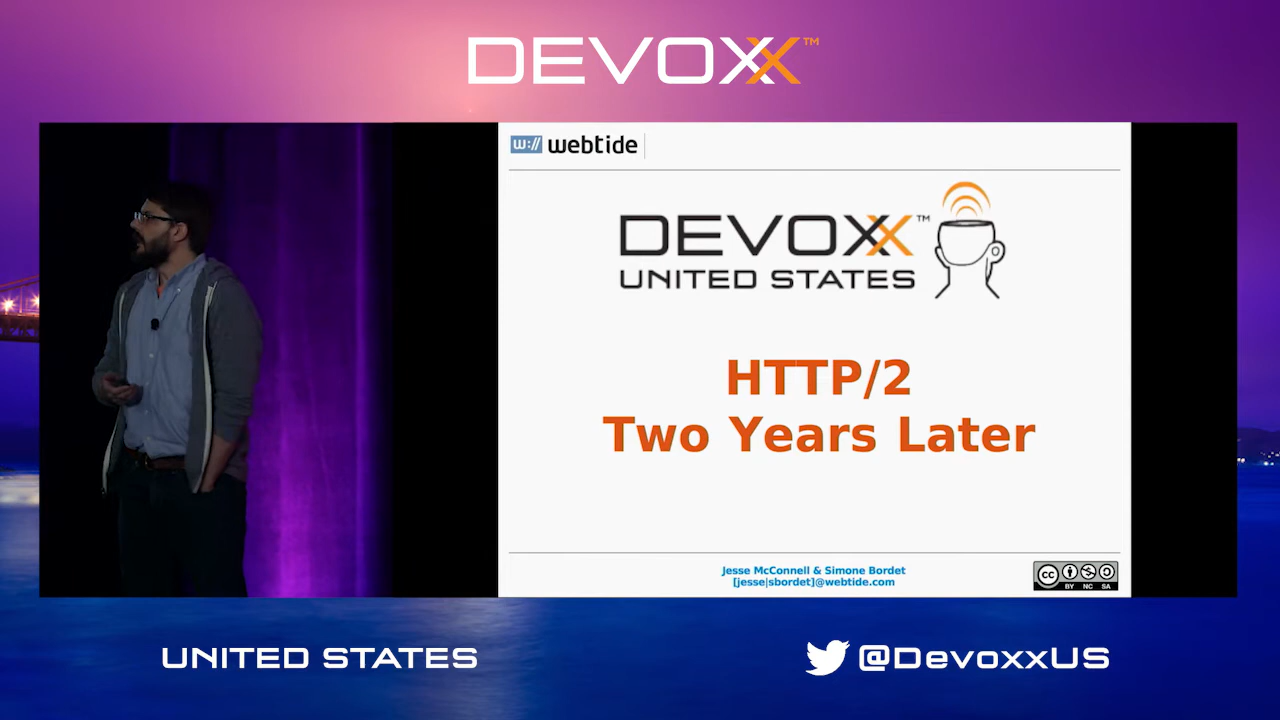 DEVOXX™
w:// webtide
DEVOXX™
UNITED STATES
HTTP/2
Two Years Later
Jesse McConnell & Simone Bordet
[jesse|sbordet]@webtide.com
cc
BY NC SA
UNITED STATES
@DevoxxUS